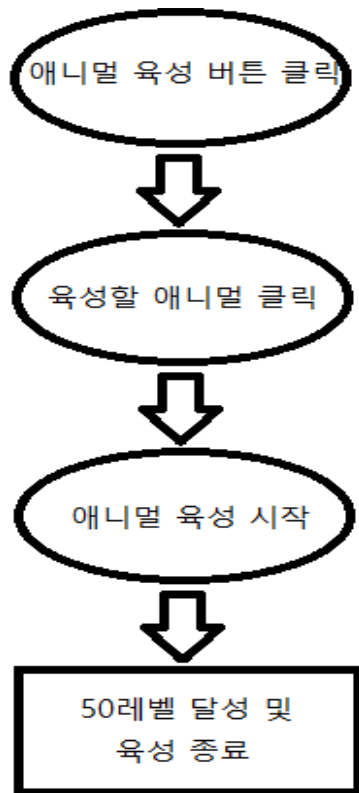 애니멀 육성 버튼 클릭
육성할 애니멀 클릭
애니멀 육성 시작
50레벨 달성 및
육성 종료